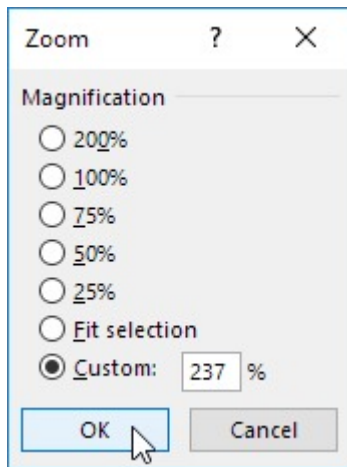 Zoom ?
Magnification
200%
100%
75%
50%
25%
Fit selection
Custom: 237 %
OK Cancel